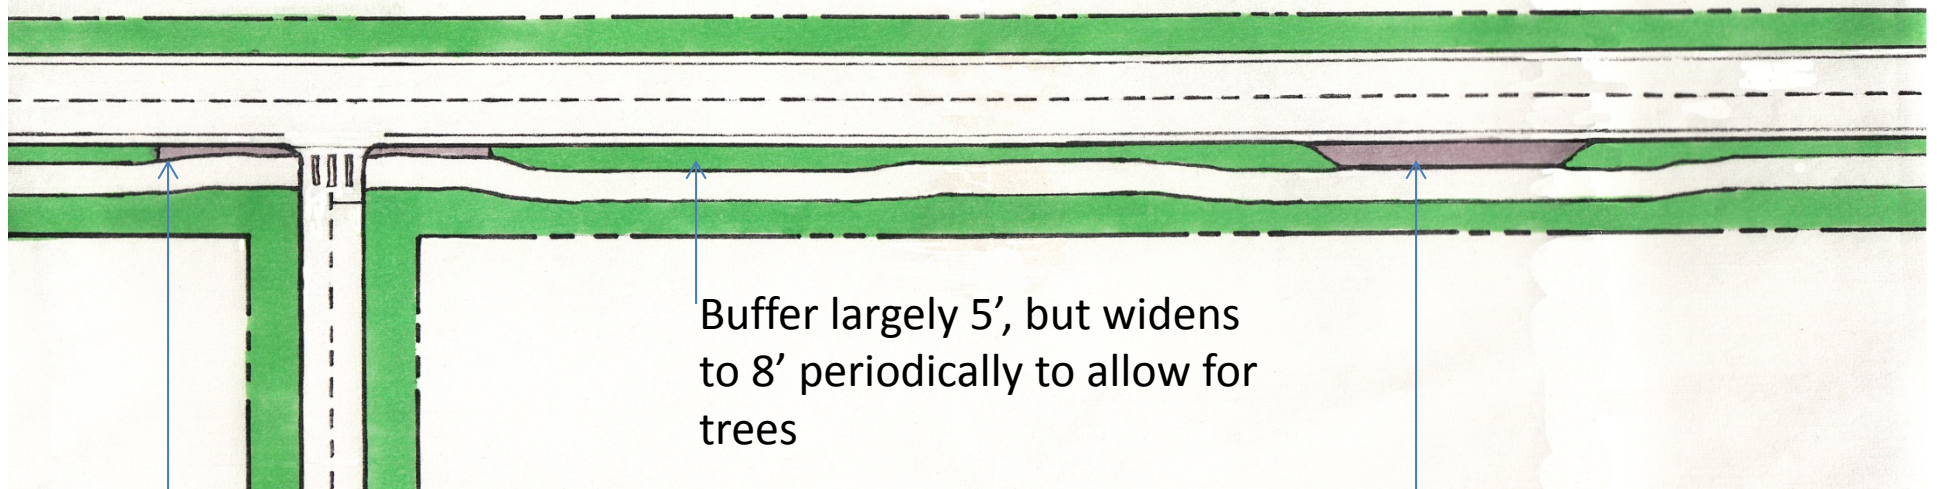 Buffer largely 5’, but widens
to 8’ periodically to allow for
trees